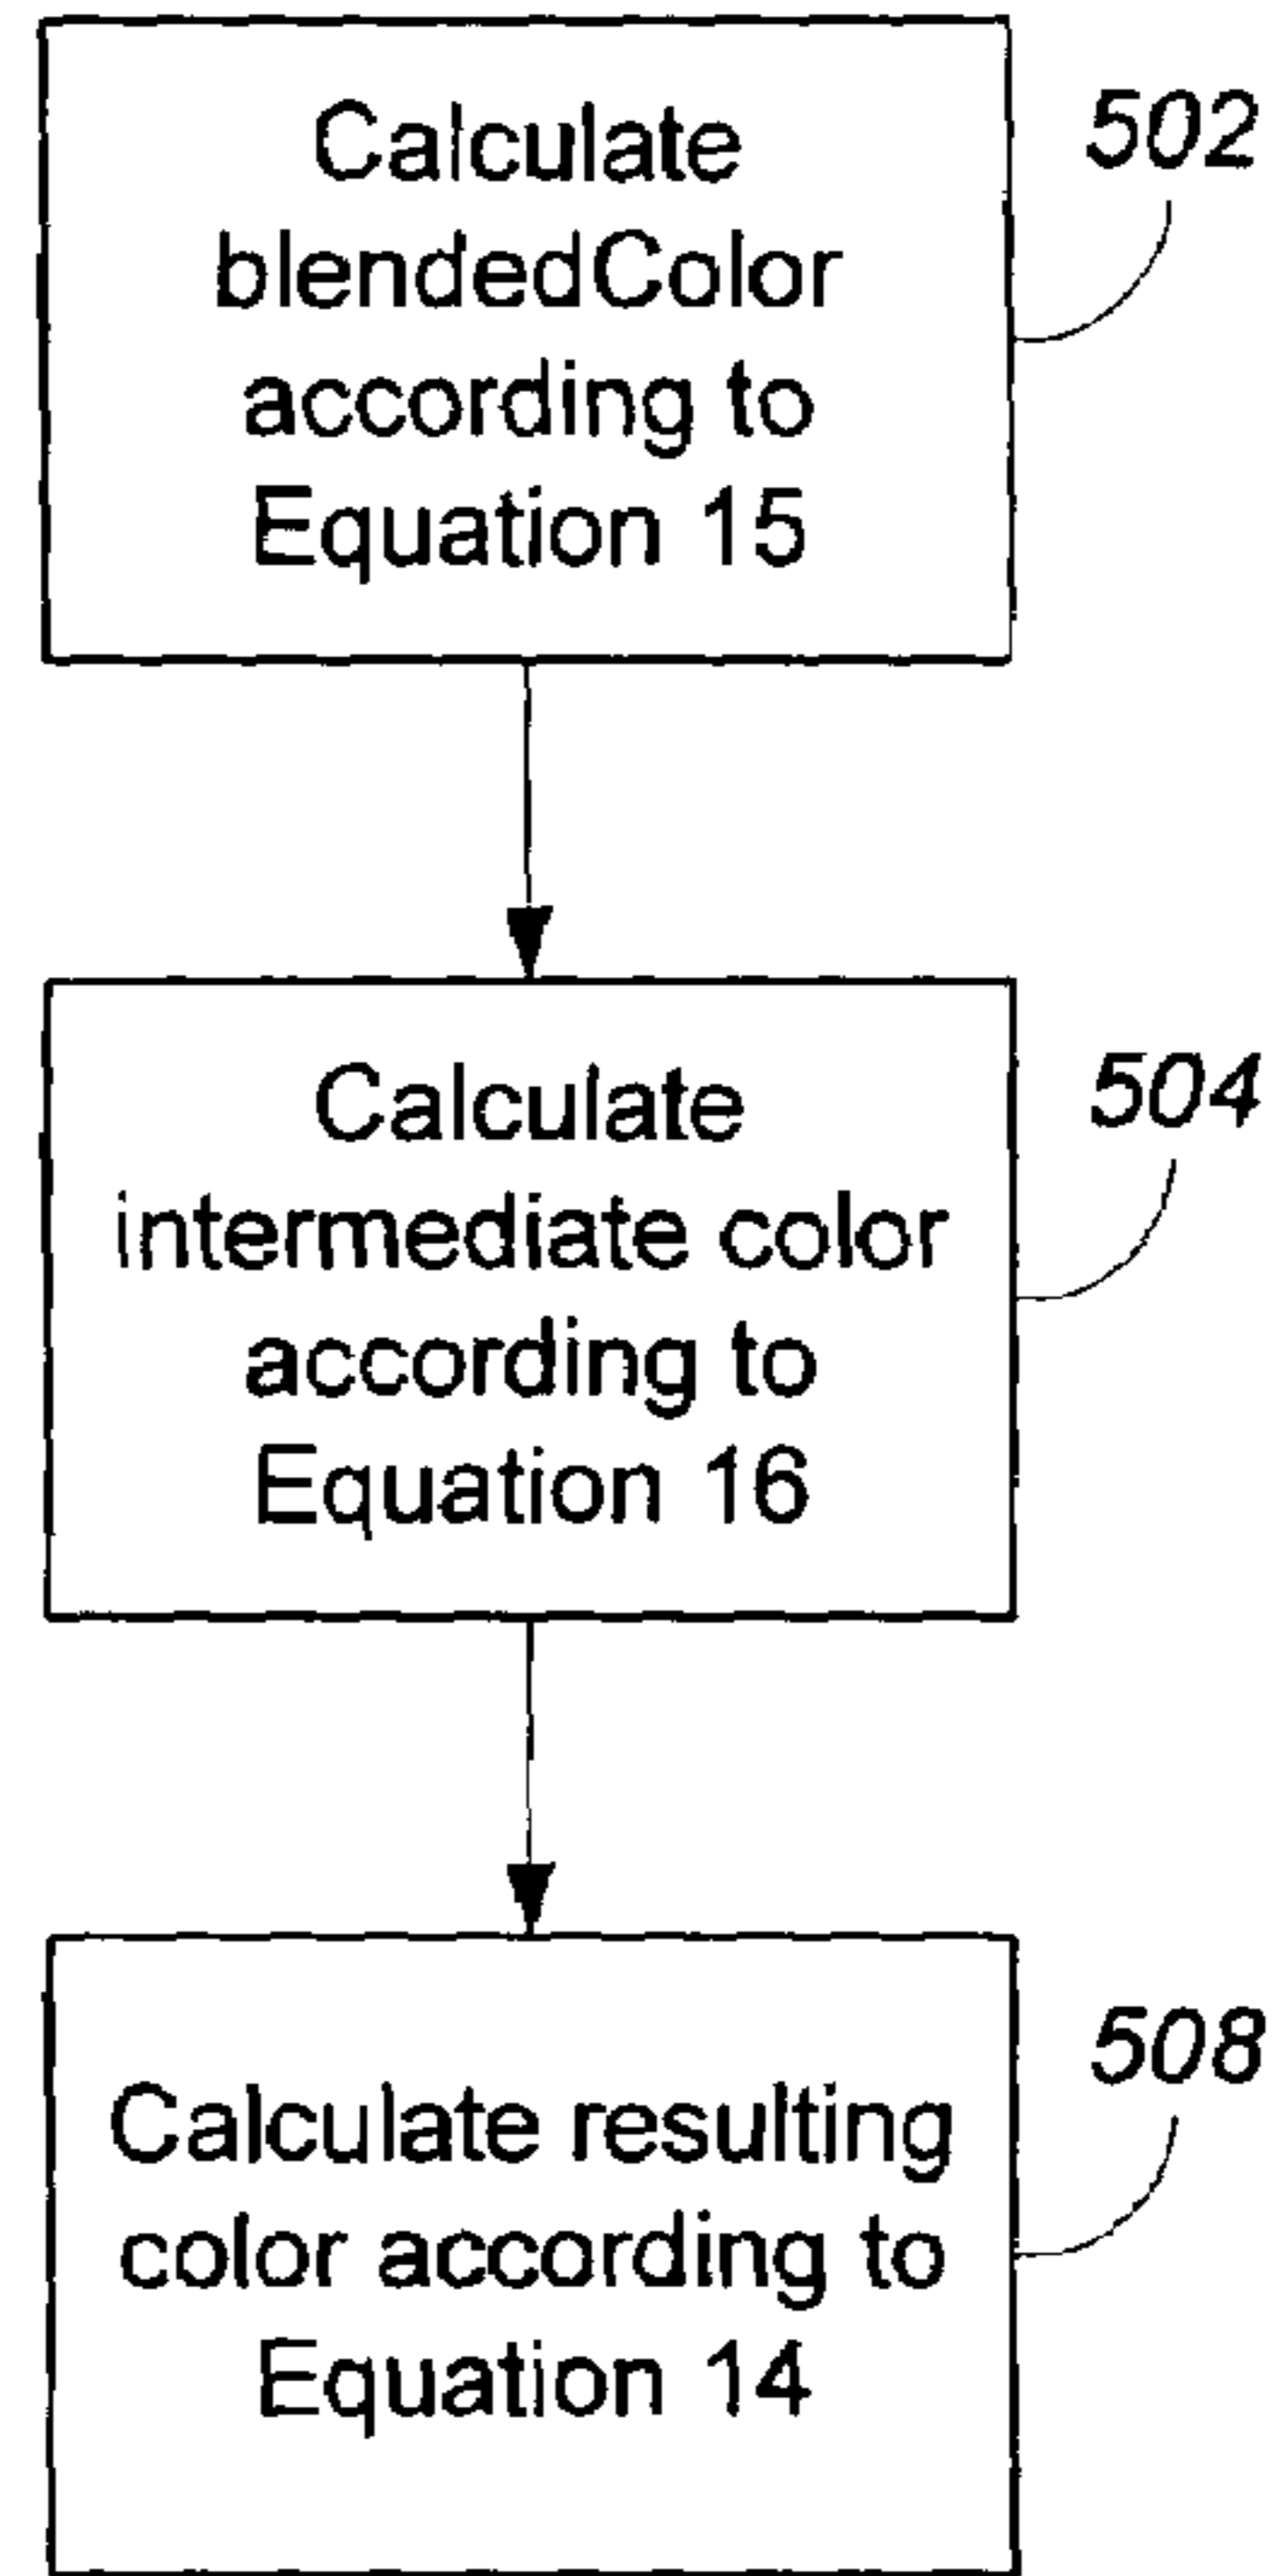 Calculate
blendedColor
according to
Equation 15
502
Calculate
intermediate color
according to
Equation 16
504
Calculate resulting
color according to
Equation 14
508